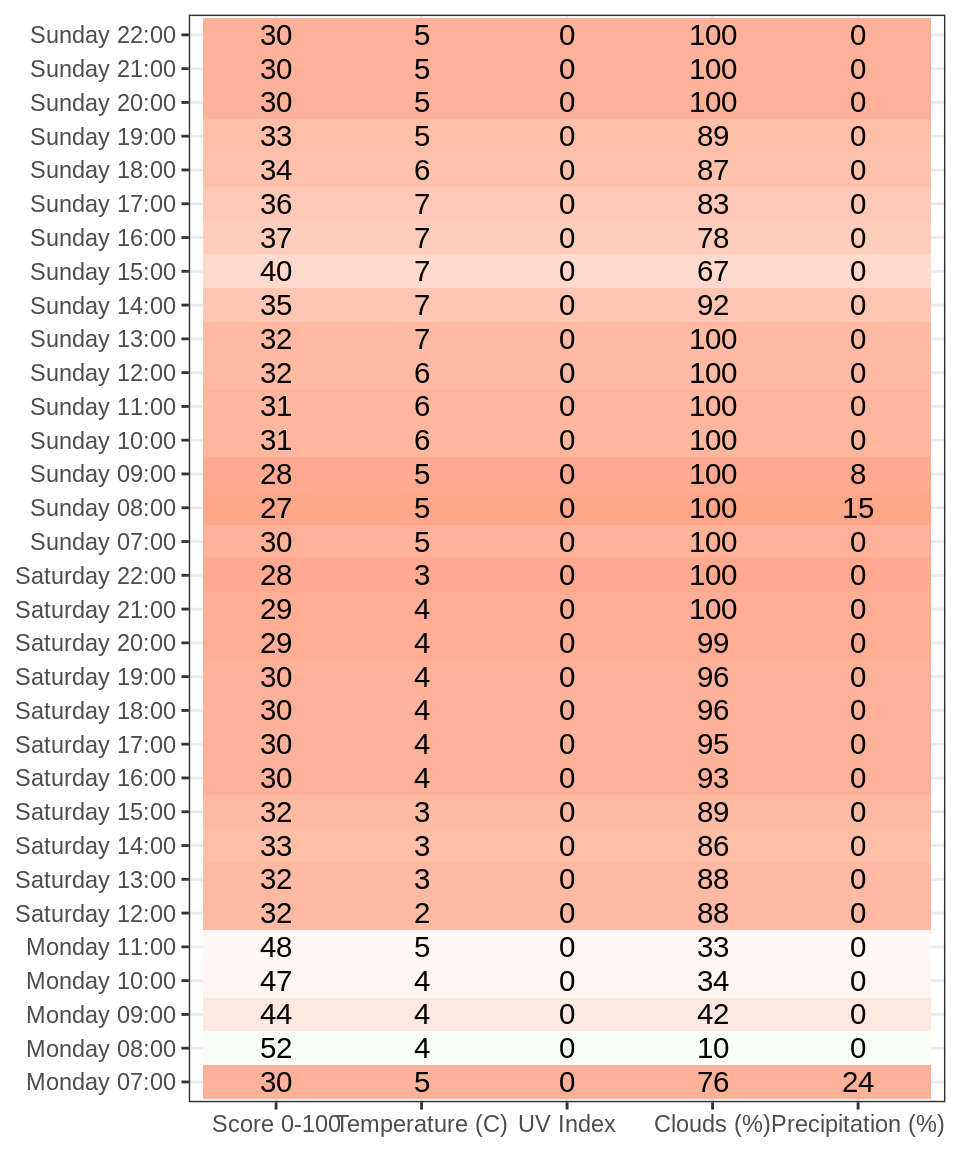 Sunday 22:00 30 5 0 100 0
Sunday 21:00 30 5 0 100 0
Sunday 20:00 30 5 0 100 0
Sunday 19:00 33 5 0 89 0
Sunday 18:00 34 6 0 87 0
Sunday 17:00 36 7 0 83 0
Sunday 16:00 37 7 0 78 0
Sunday 15:00 40 7 0 67 0
Sunday 14:00 35 7 0 92 0
Sunday 13:00 32 7 0 100 0
Sunday 12:00 32 6 0 100 0
Sunday 11:00 31 6 0 100 0
Sunday 10:00 31 6 0 100 0
Sunday 09:00 28 5 0 100 8
Sunday 08:00 27 5 0 100 15
Sunday 07:00 30 5 0 100 0
Saturday 22:00 28 3 0 100 0
Saturday 21:00 29 4 0 100 0
Saturday 20:00 29 4 0 99 0
Saturday 19:00 30 4 0 96 0
Saturday 18:00 30 4 0 96 0
Saturday 17:00 30 4 0 95 0
Saturday 16:00 30 4 0 93 0
Saturday 15:00 32 3 0 89 0
Saturday 14:00 33 3 0 86 0
Saturday 13:00 32 3 0 88 0
Saturday 12:00 32 2 0 88 0
Monday 11:00 48 5 0 33 0
Monday 10:00 47 4 0 34 0
Monday 09:00 44 4 0 42 0
Monday 08:00 52 4 0 10 0
Monday 07:00 30 5 0 76 24
Score 0-100 Temperature (C) UV Index Clouds (%) Precipitation (%)